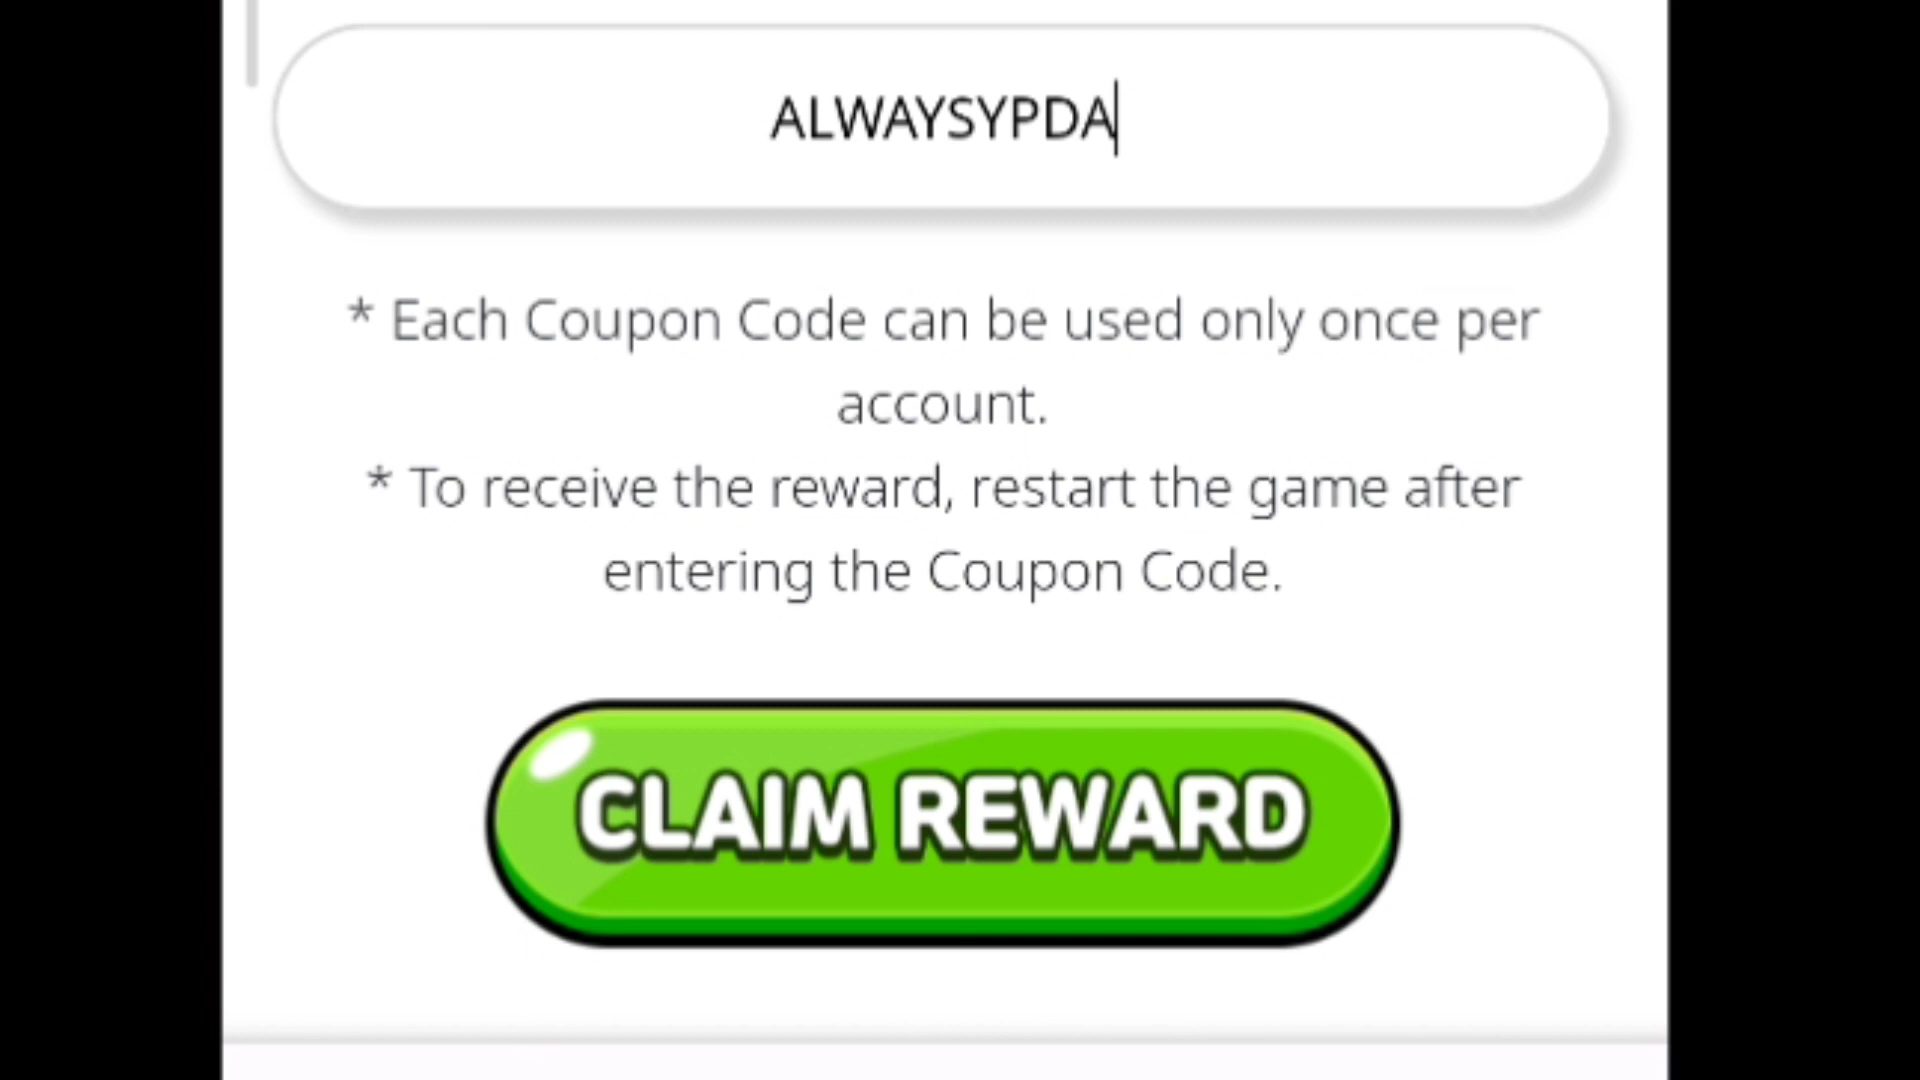 ALWAYSYPDA
* Each Coupon Code can be used only once per
account.
* To receive the reward, restart the game after
entering the Coupon Code.
CLAIM REWARD